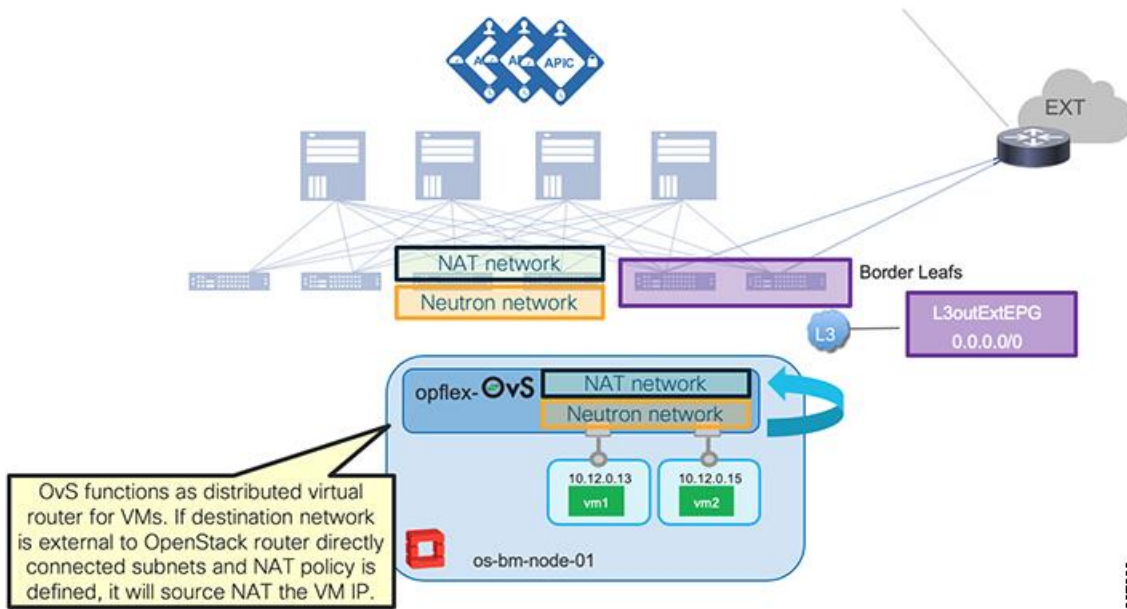 APIC
EXT
NAT network
Neutron network
Border Leafs
L3
L3outExtEPG
0.0.0.0/0
opflex-OvS
NAT network
Neutron network
10.12.0.13
10.12.0.15
vm1
vm2
os-bm-node-01
OvS functions as distributed virtual
router for VMs. If destination network
is external to OpenStack router directly
connected subnets and NAT policy is
defined, it will source NAT the VM IP.